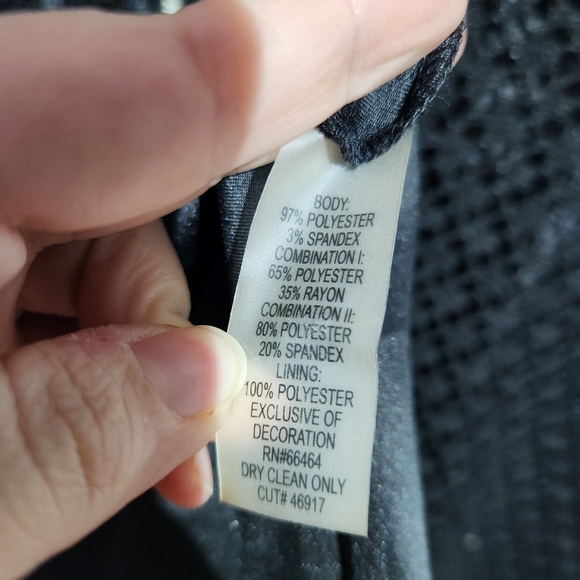 BODY:
97% POLYESTER
3% SPANDEX
COMBINATION I:
65% POLYESTER
35% RAYON
COMBINATION II:
80% POLYESTER
20% SPANDEX
LINING:
100% POLYESTER
EXCLUSIVE OF
DECORATION
RN#66464
DRY CLEAN ONLY
CUT# 46917